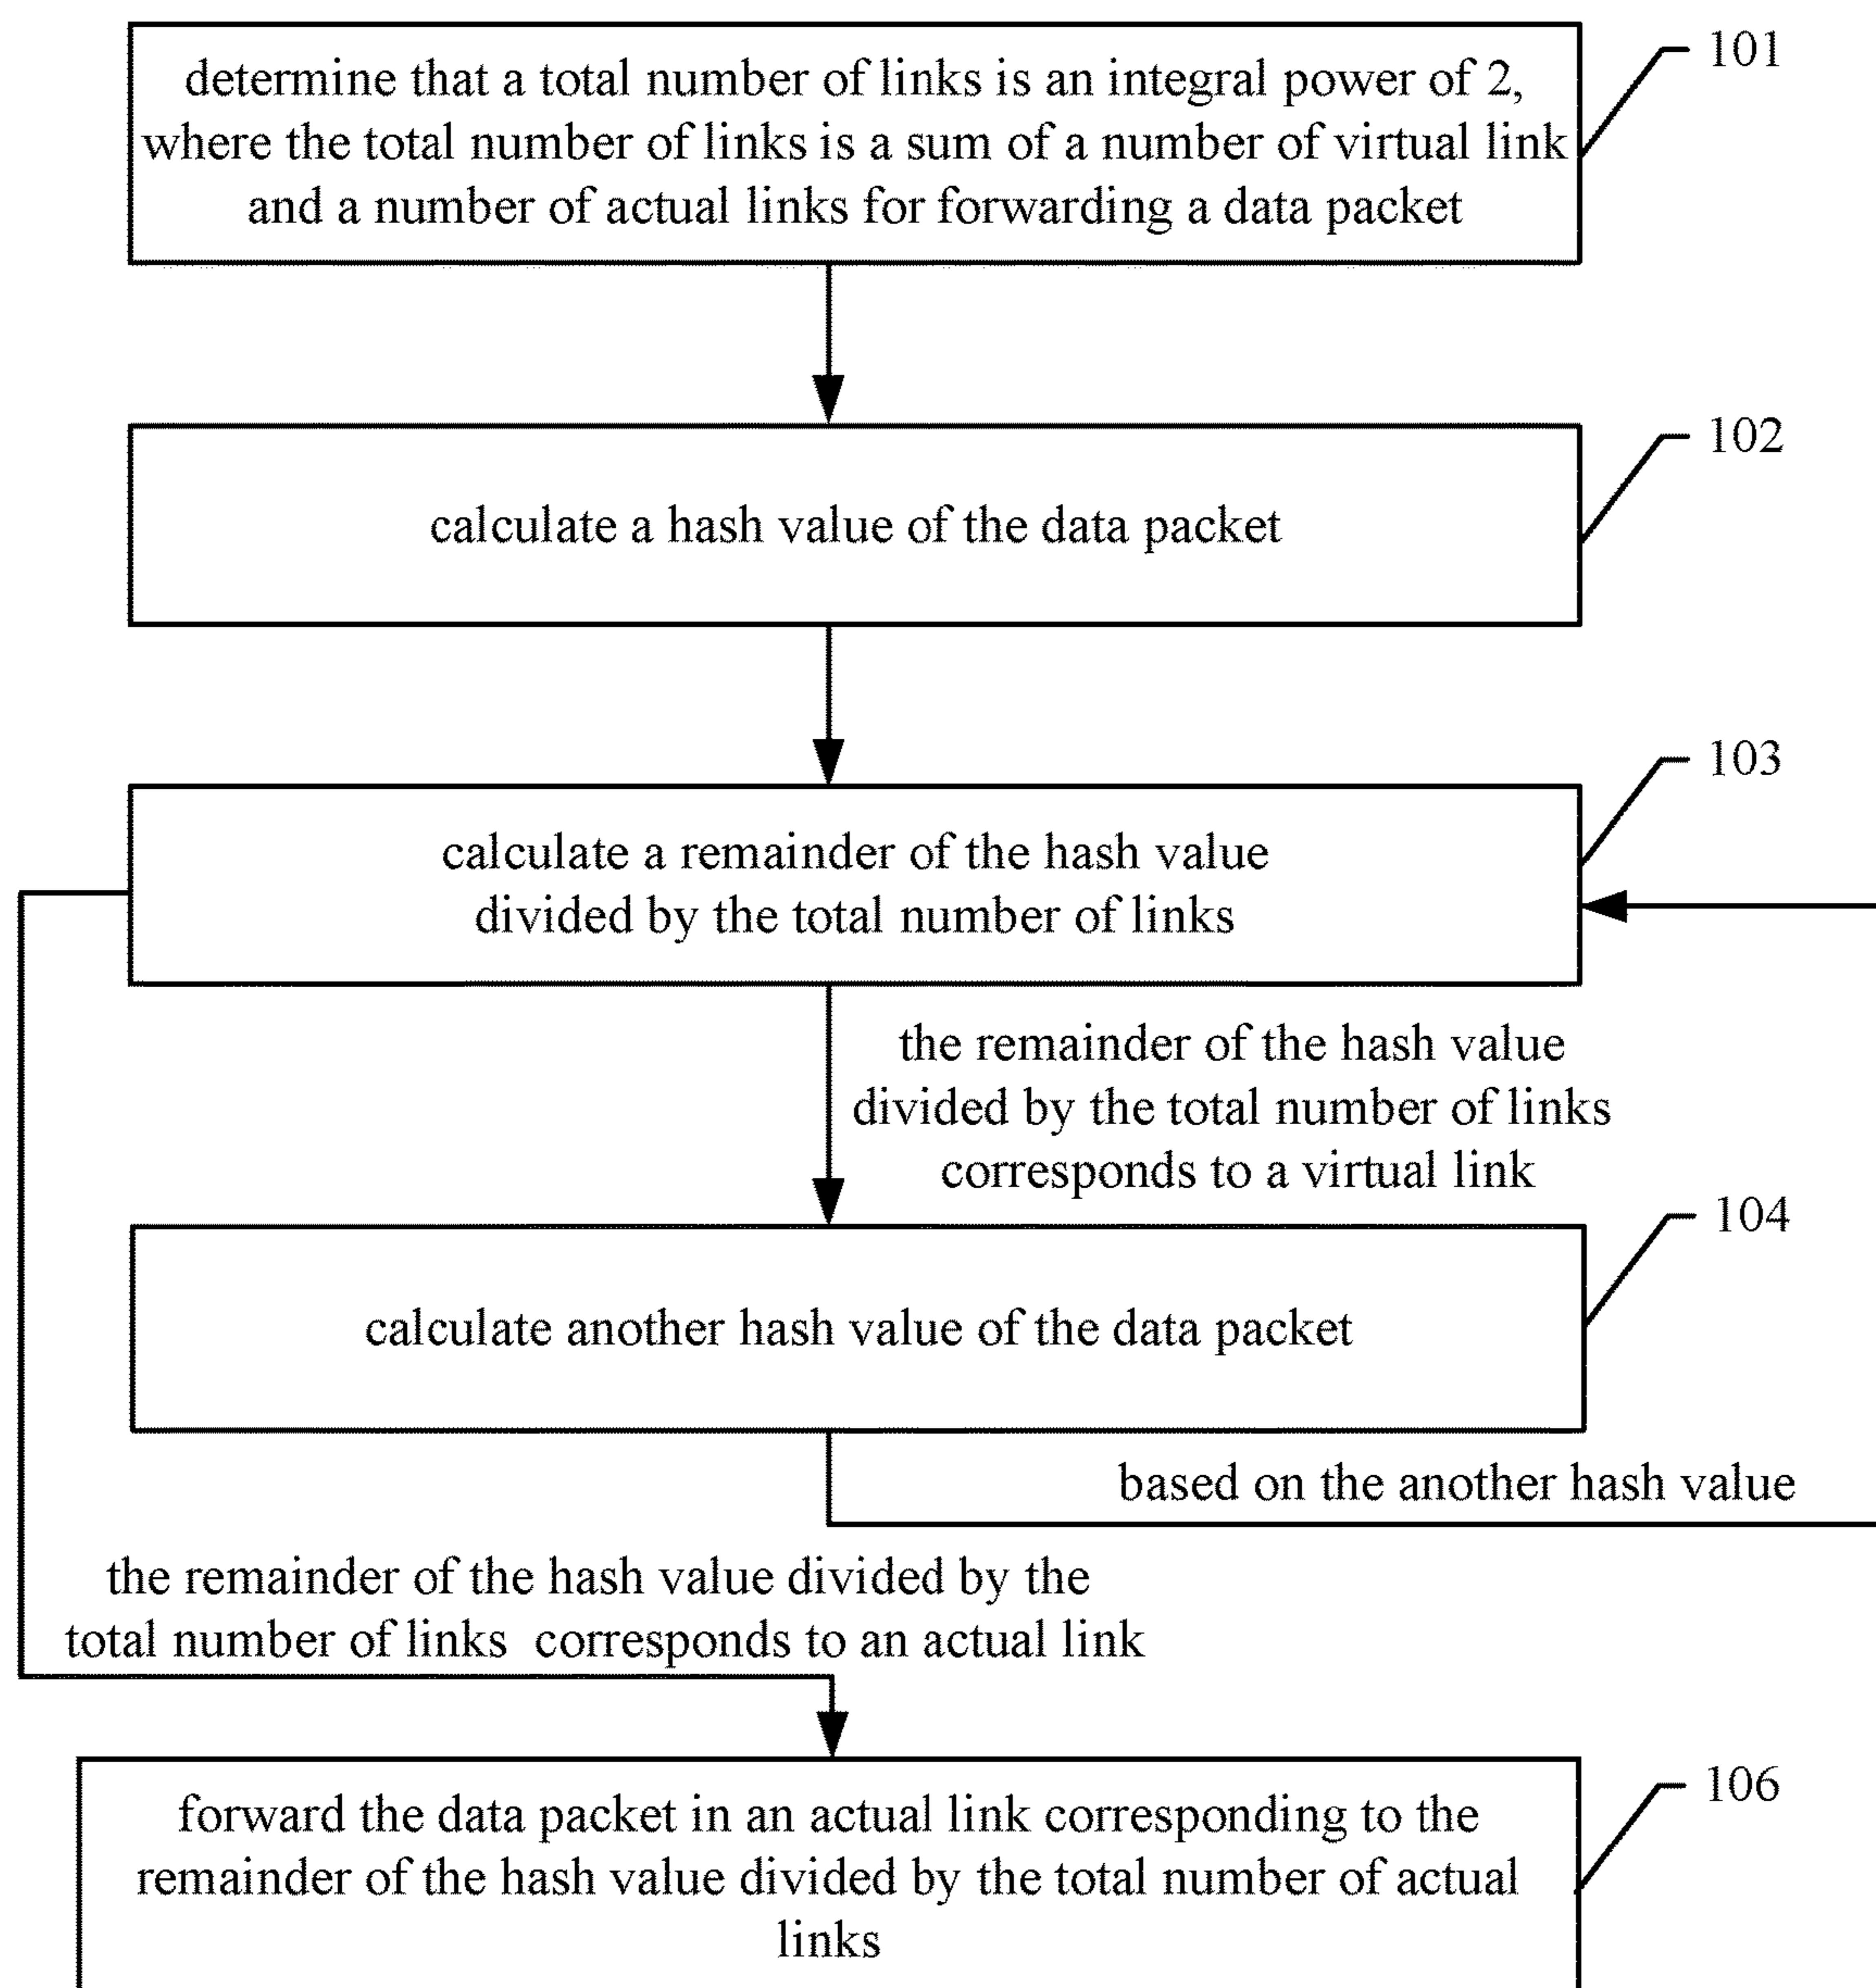 determine that a total number of links is an integral power of 2,
where the total number of links is a sum of a number of virtual link
and a number of actual links for forwarding a data packet
101
calculate a hash value of the data packet
102
calculate a remainder of the hash value
divided by the total number of links
103
the remainder of the hash value
divided by the total number of links
corresponds to a virtual link
calculate another hash value of the data packet
104
based on the another hash value
the remainder of the hash value divided by the
total number of links corresponds to an actual link
forward the data packet in an actual link corresponding to the
remainder of the hash value divided by the total number of actual
links
106